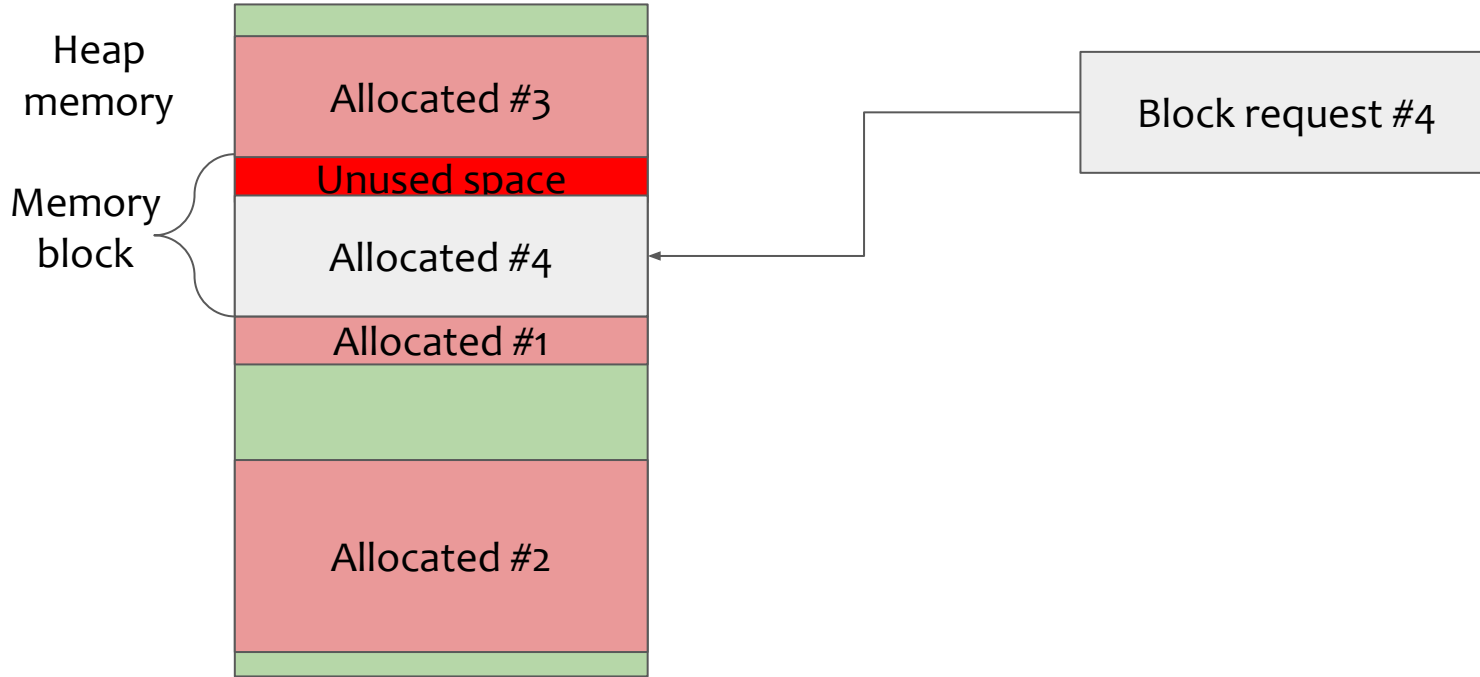 Heap
memory
Allocated #3
Block request #4
Unused space
Memory
block
Allocated #4
Allocated #1
Allocated #2